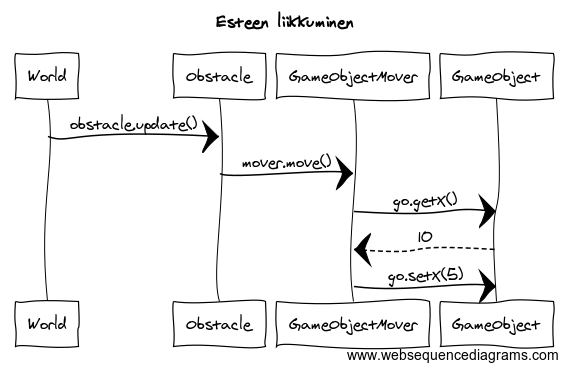 Esteen liikkuminen
World
Obstacle
GameObjectMover
GameObject
obstacle.update()
mover.move()
go.getX()
10
go.setX(5)
World
Obstacle
GameObjectMover
GameObject
www.websequencediagrams.com